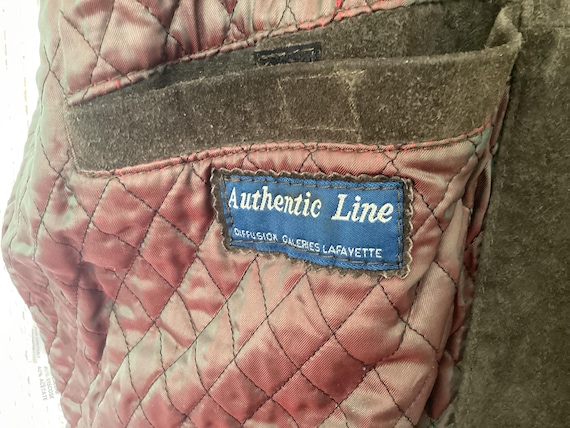 Authentic Line
DIFFUSION GALERIES LAFAYETTE